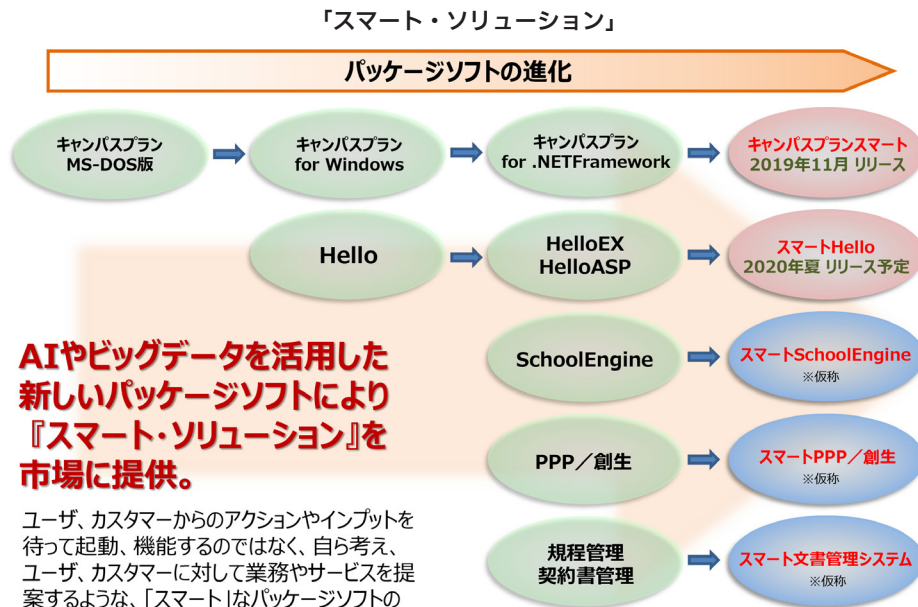 「スマート・ソリューション」
パッケージソフトの進化
キャンパスプラン
MS-DOS版
キャンパスプラン
for Windows
キャンパスプラン
for .NETFramework
キャンパスプランスマート
2019年11月 リリース
Hello
HelloEX
HelloASP
スマートHello
2020年夏 リリース予定
SchoolEngine
スマートSchoolEngine
※仮称
PPP／創生
スマートPPP／創生
※仮称
規程管理
契約書管理
スマート文書管理システム
※仮称
AIやビッグデータを活用した
新しいパッケージソフトにより
『スマート・ソリューション』を
市場に提供。
ユーザ、カスタマーからのアクションやインプットを
待って起動、機能するのではなく、自ら考え、
ユーザ、カスタマーに対して業務やサービスを提
案するような、「スマート」なパッケージソフトの